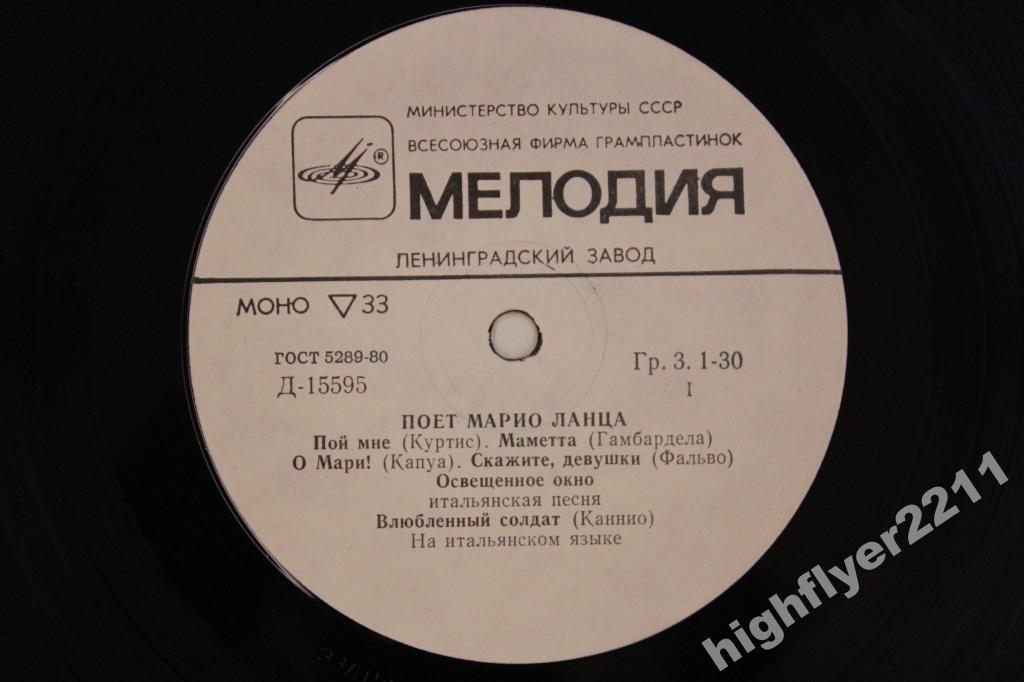 МИНИСТЕРСТВО КУЛЬТУРЫ СССР
ВСЕСОЮЗНАЯ ФИРМА ГРАМПЛАСТИНОК
®
МЕЛОДИЯ
ЛЕНИНГРАДСКИЙ ЗАВОД
МОНО ▽ 33
ГОСТ 5289-80
Гр. 3. 1-30
Д-15595
I
ПОЕТ МАРИО ЛАНЦА
Пой мне (Куртис). Маметта (Гамбардела)
О Мари! (Капуа). Скажите, девушки (Фальво)
Освещенное окно
итальянская песня
Влюбленный солдат (Каннио)
На итальянском языке
highflyer2211